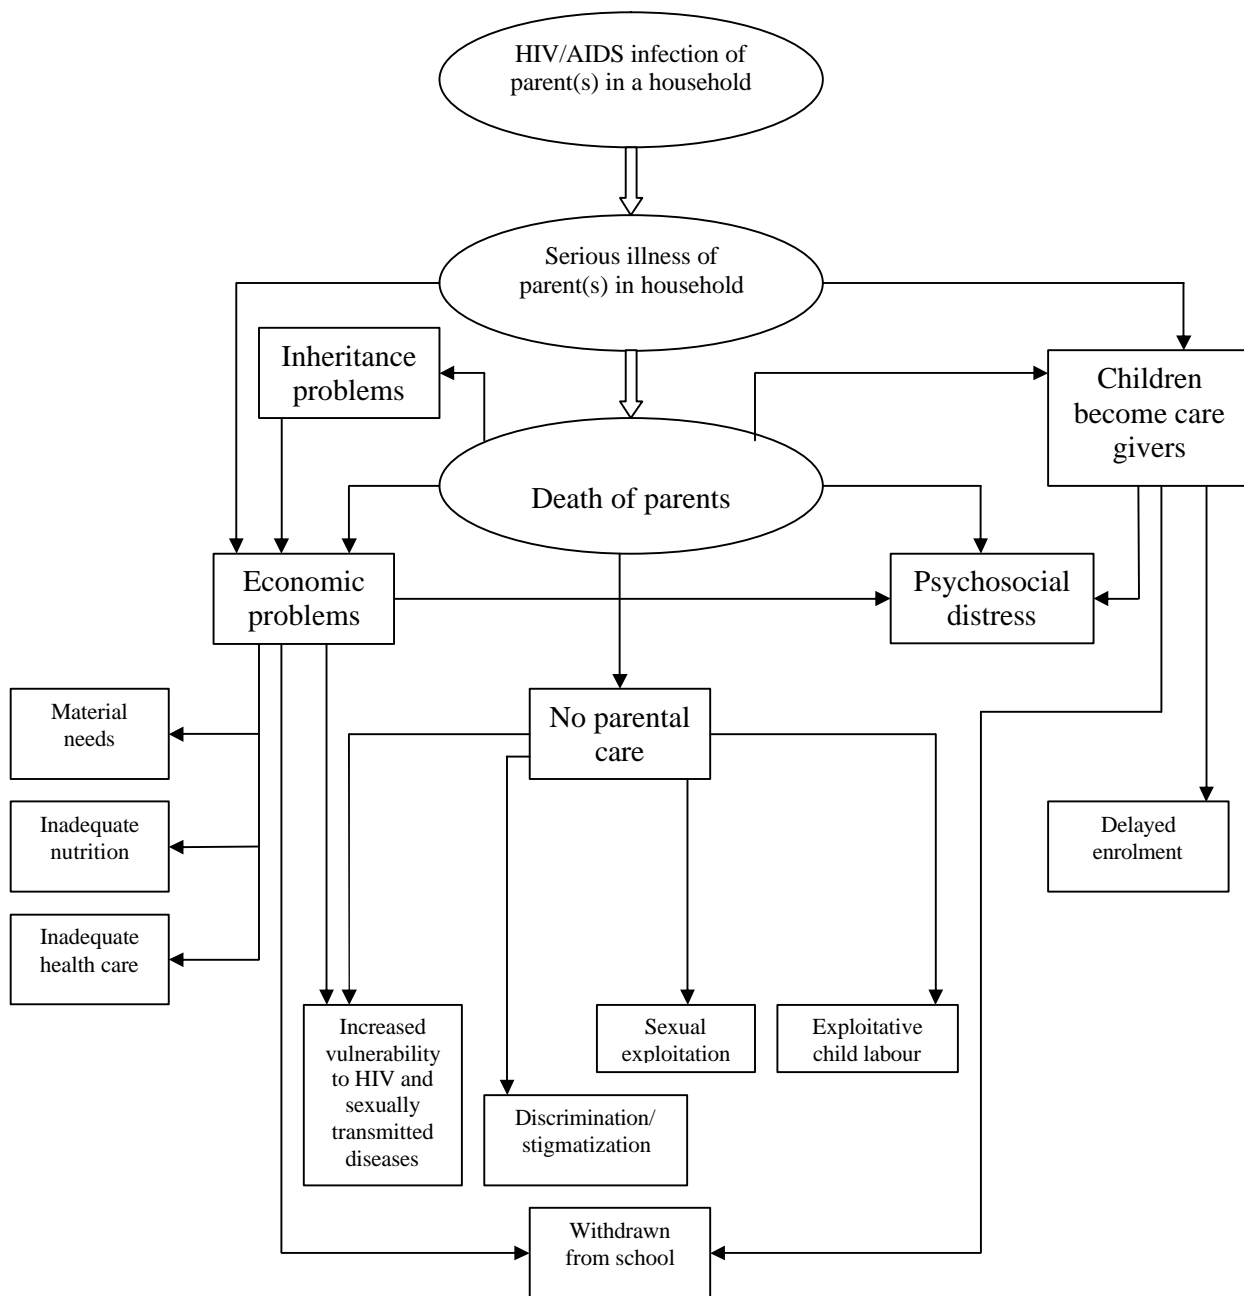 HIV/AIDS infection of
parent(s) in a household
Serious illness of
parent(s) in household
Inheritance
problems
Children
become care
givers
Death of parents
Economic
problems
Psychosocial
distress
Material
needs
No parental
care
Inadequate
nutrition
Delayed
enrolment
Inadequate
health care
Increased
vulnerability
to HIV and
sexually
transmitted
diseases
Sexual
exploitation
Exploitative
child labour
Discrimination/
stigmatization
Withdrawn
from school